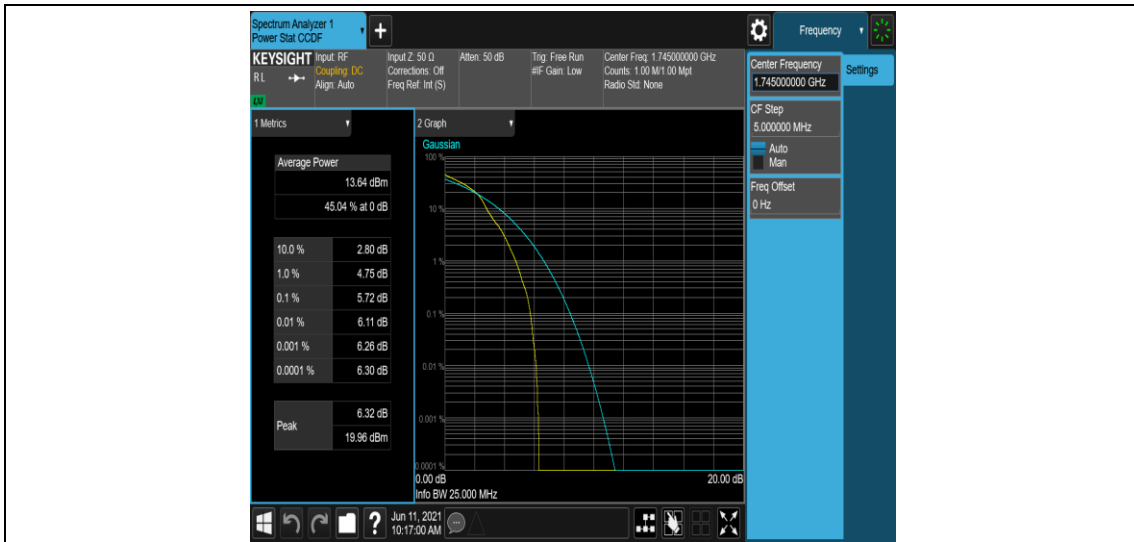 Spectrum Analyzer 1
Power Stat CCDF
+
Frequency
KEYSIGHT
Input: RF
Coupling: DC
Align: Auto
Input Z: 50 Ω
Corrections: Off
Freq Ref: Int (S)
Atten: 50 dB
Trig: Free Run
#IF Gain: Low
Center Freq: 1.745000000 GHz
Counts: 1.00 M/1.00 Mpt
Radio Std: None
RL
LXI
Center Frequency
1.745000000 GHz
Settings
CF Step
5.000000 MHz
Auto
Man
Freq Offset
0 Hz
1 Metrics
Average Power
13.64 dBm
45.04 % at 0 dB
10.0 % 2.80 dB
1.0 % 4.75 dB
0.1 % 5.72 dB
0.01 % 6.11 dB
0.001 % 6.26 dB
0.0001 % 6.30 dB
Peak
6.32 dB
19.96 dBm
2 Graph
Gaussian
100 %
10 %
1 %
0.1 %
0.01 %
0.001 %
0.0001 %
0.00 dB
20.00 dB
Info BW 25.000 MHz
?
Jun 11, 2021
10:17:00 AM